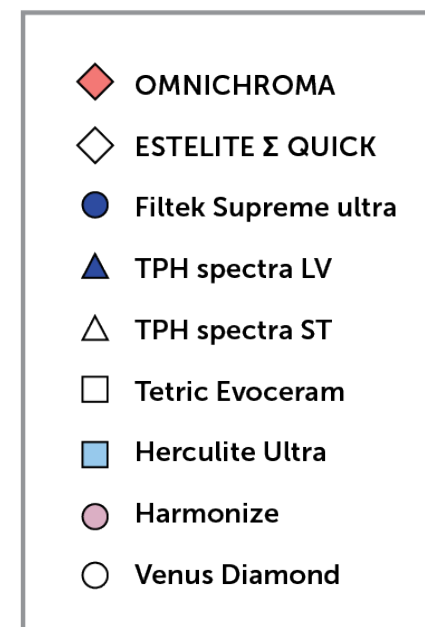 OMNICHROMA
ESTELITE Σ QUICK
Filtek Supreme ultra
TPH spectra LV
TPH spectra ST
Tetric Evoceram
Herculite Ultra
Harmonize
Venus Diamond